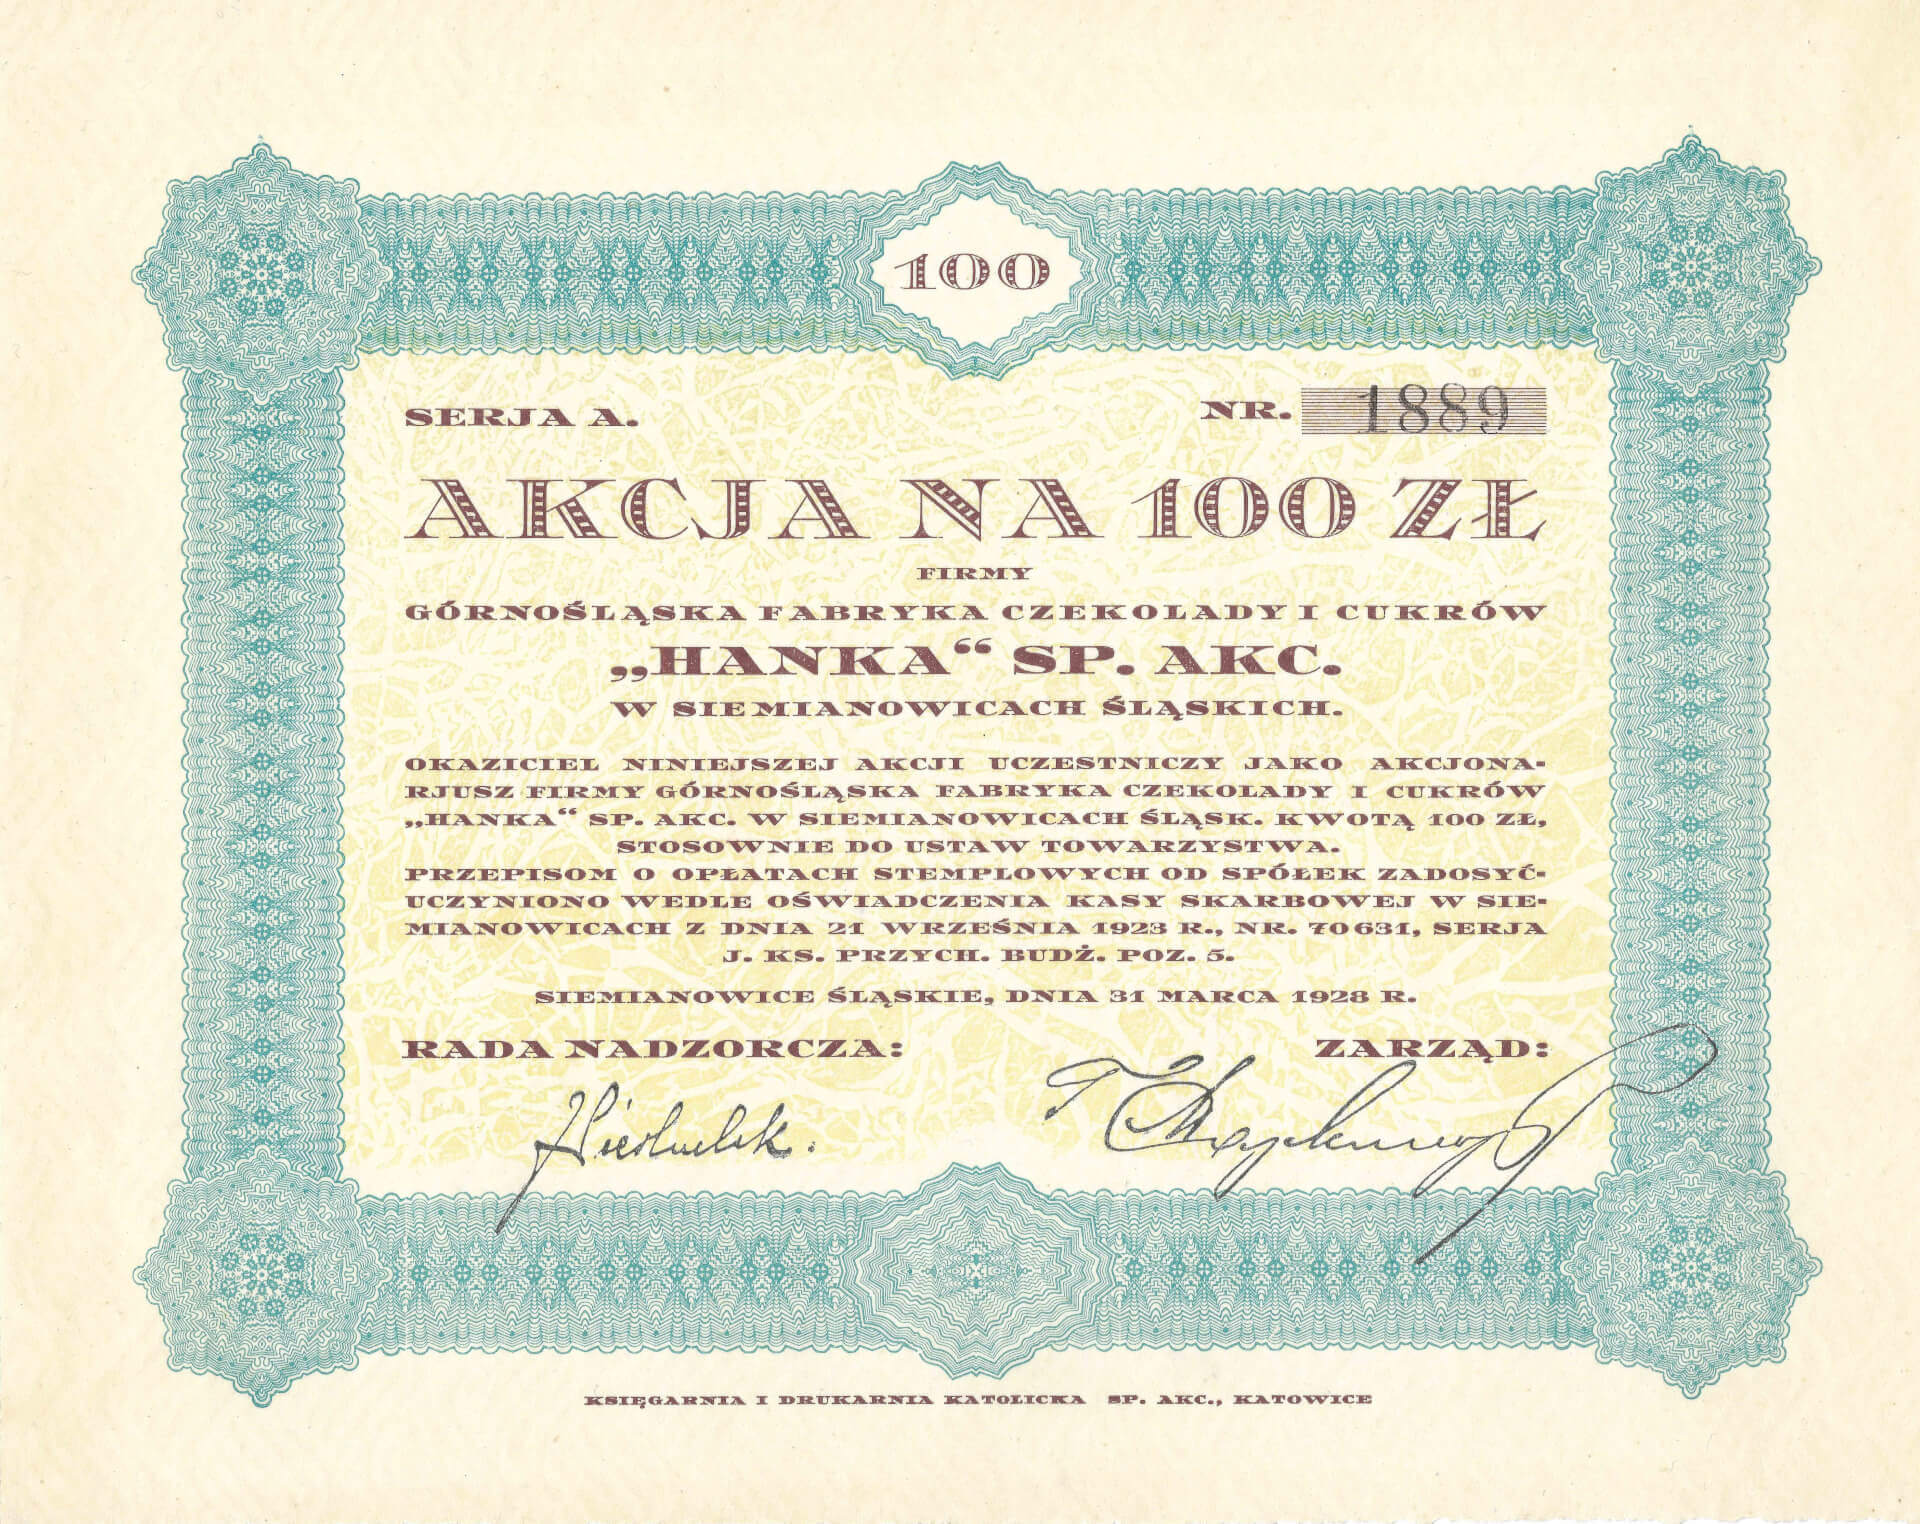 100
SERJA A.
NR. 1889
AKCJA NA 100 ZŁ
FIRMY
GÓRNOŚLĄSKA FABRYKA CZEKOLADY I CUKRÓW
„HANKA“ SP. AKC.
W SIEMIANOWICACH ŚLĄSKICH.
OKAZICIEL NINIEJSZEJ AKCJI UCZESTNICZY JAKO AKCJONA-
RJUSZ FIRMY GÓRNOŚLĄSKA FABRYKA CZEKOLADY I CUKRÓW
„HANKA“ SP. AKC. W SIEMIANOWICACH ŚLĄSK. KWOTĄ 100 ZŁ,
STOSOWNIE DO USTAW TOWARZYSTWA.
PRZEPISOM O OPŁATACH STEMPLOWYCH OD SPÓŁEK ZADOSYĆ-
UCZYNIONO WEDLE OŚWIADCZENIA KASY SKARBOWEJ W SIE-
MIANOWICACH Z DNIA 21 WRZEŚNIA 1923 R., NR. 70631, SERJA
J. KS. PRZYCH. BUDŻ. POZ. 5.
SIEMIANOWICE ŚLĄSKIE, DNIA 31 MARCA 1928 R.
RADA NADZORCZA:
ZARZĄD:
KSIĘGARNIA I DRUKARNIA KATOLICKA SP. AKC., KATOWICE